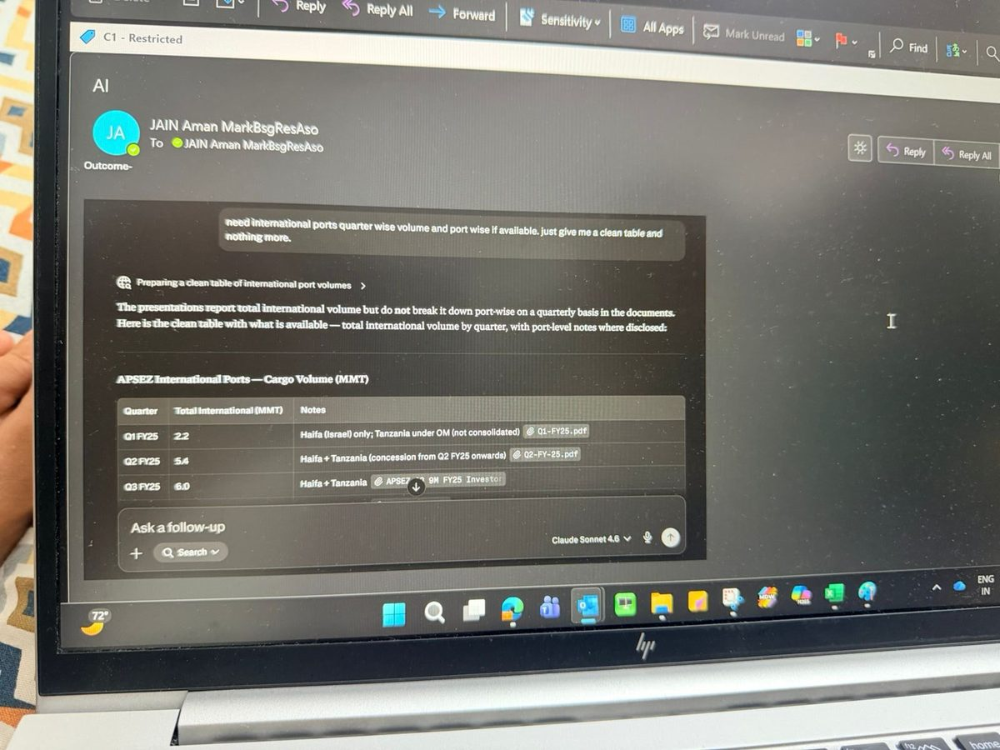 Reply
Reply All
Forward
Sensitivity
All Apps
Mark Unread
Find
C1 - Restricted
AI
JA
JAIN Aman MarkBsgResAso
To JAIN Aman MarkBsgResAso
Reply
Reply All
Outcome-
need international ports quarter wise volume and port wise if available. just give me a clean table and
nothing more.
Preparing a clean table of international port volumes
The presentations report total international volume but do not break it down port-wise on a quarterly basis in the documents.
Here is the clean table with what is available — total international volume by quarter, with port-level notes where disclosed:
APSEZ International Ports — Cargo Volume (MMT)
Quarter Total International (MMT) Notes
Q1 FY25 2.2 Haifa (Israel) only; Tanzania under OM (not consolidated) Q1-FY25.pdf
Q2 FY25 5.4 Haifa + Tanzania (concession from Q2 FY25 onwards) Q2-FY-25.pdf
Q3 FY25 6.0 Haifa + Tanzania APSEZ 9M FY25 Investor
Ask a follow-up
Search
Claude Sonnet 4.6
72°
ENG
IN
hp
f12
home